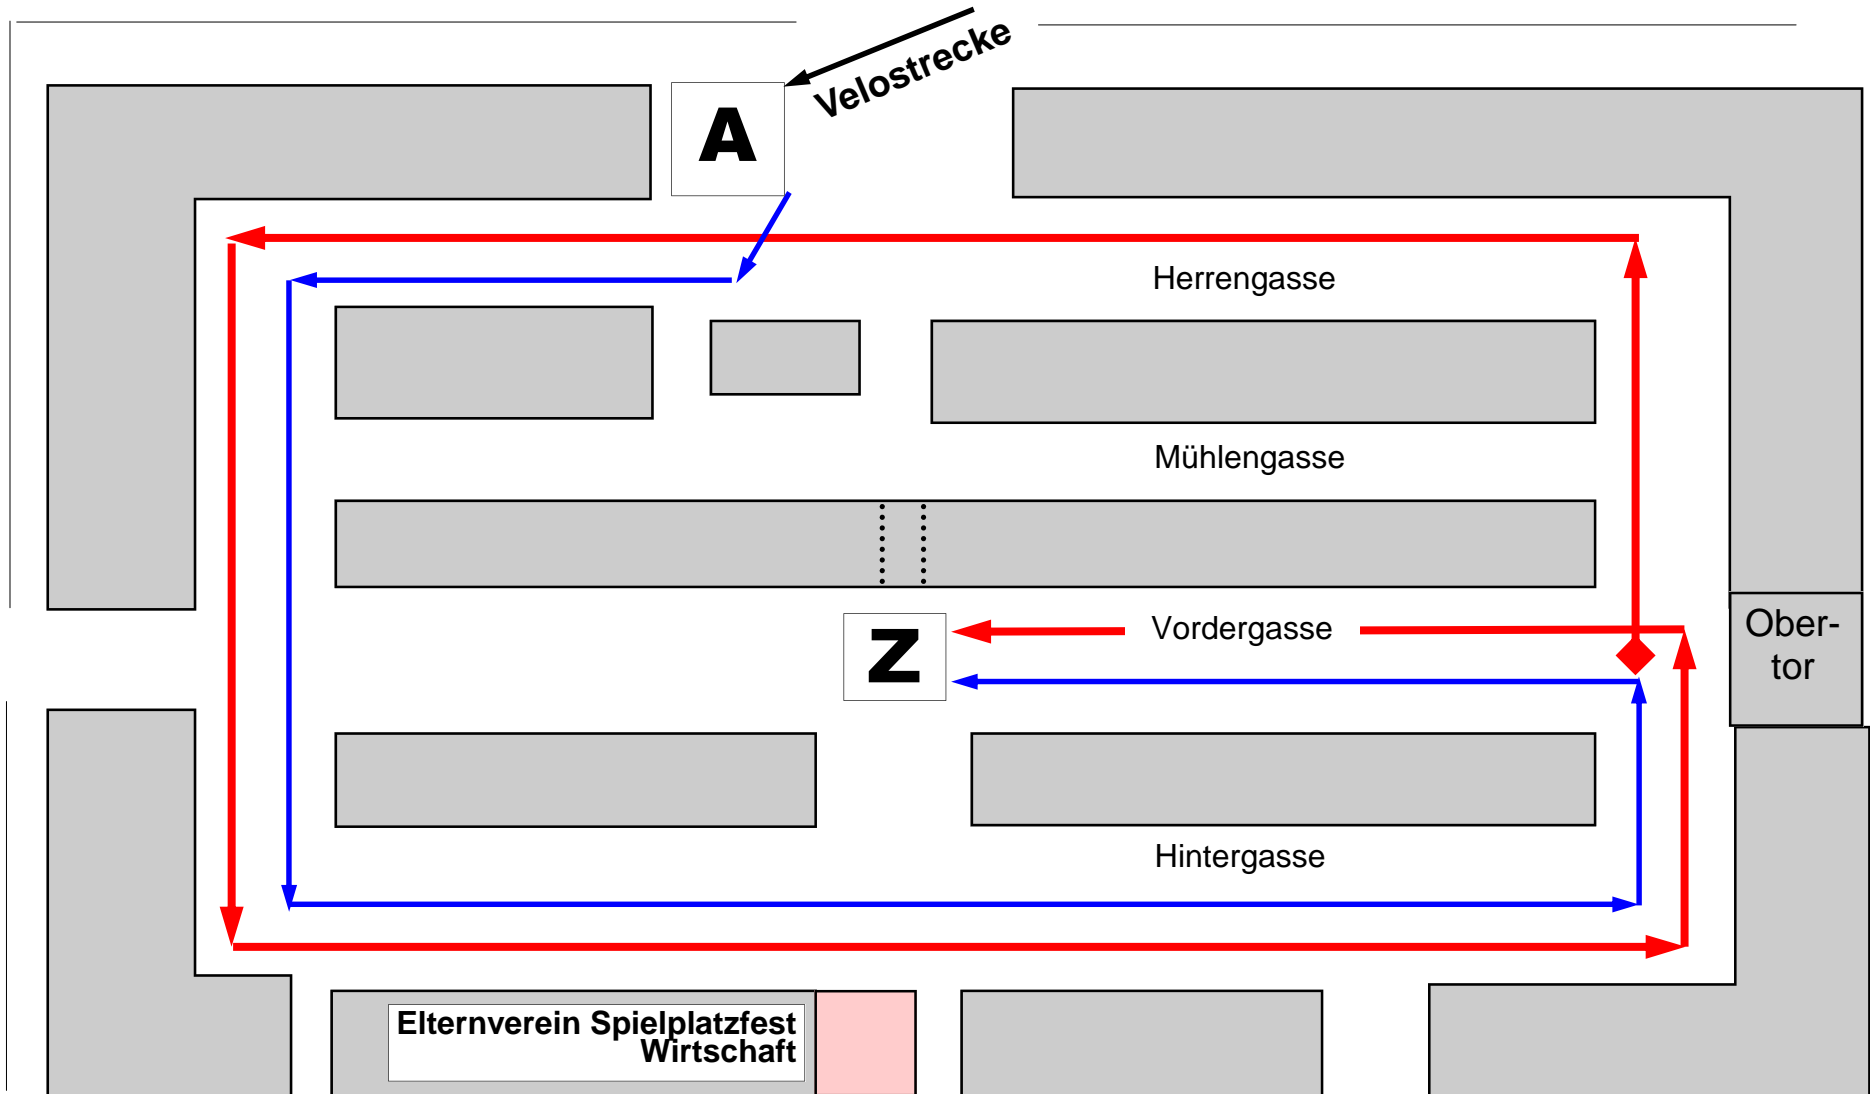 Velostrecke
A
Herrengasse
Mühlengasse
Vordergasse
Z
Ober-
tor
Hintergasse
Elternverein Spielplatzfest
Wirtschaft